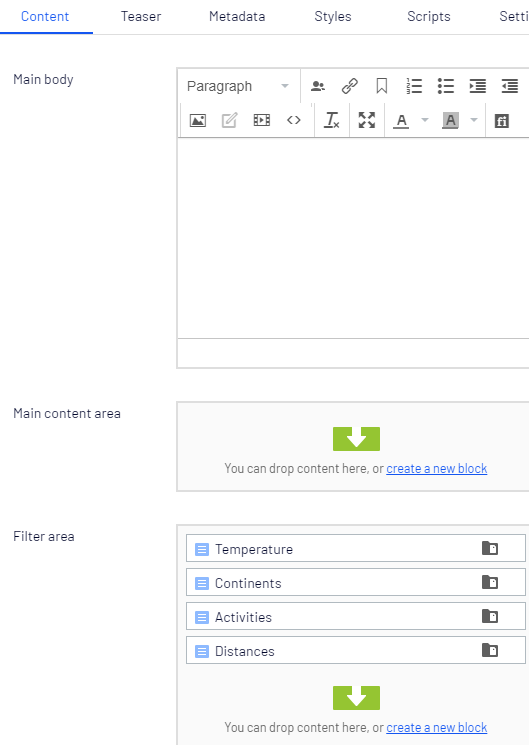 Content Teaser Metadata Styles Scripts Setti
Main body
Paragraph
Main content area
You can drop content here, or create a new block
Filter area
Temperature
Continents
Activities
Distances
You can drop content here, or create a new block